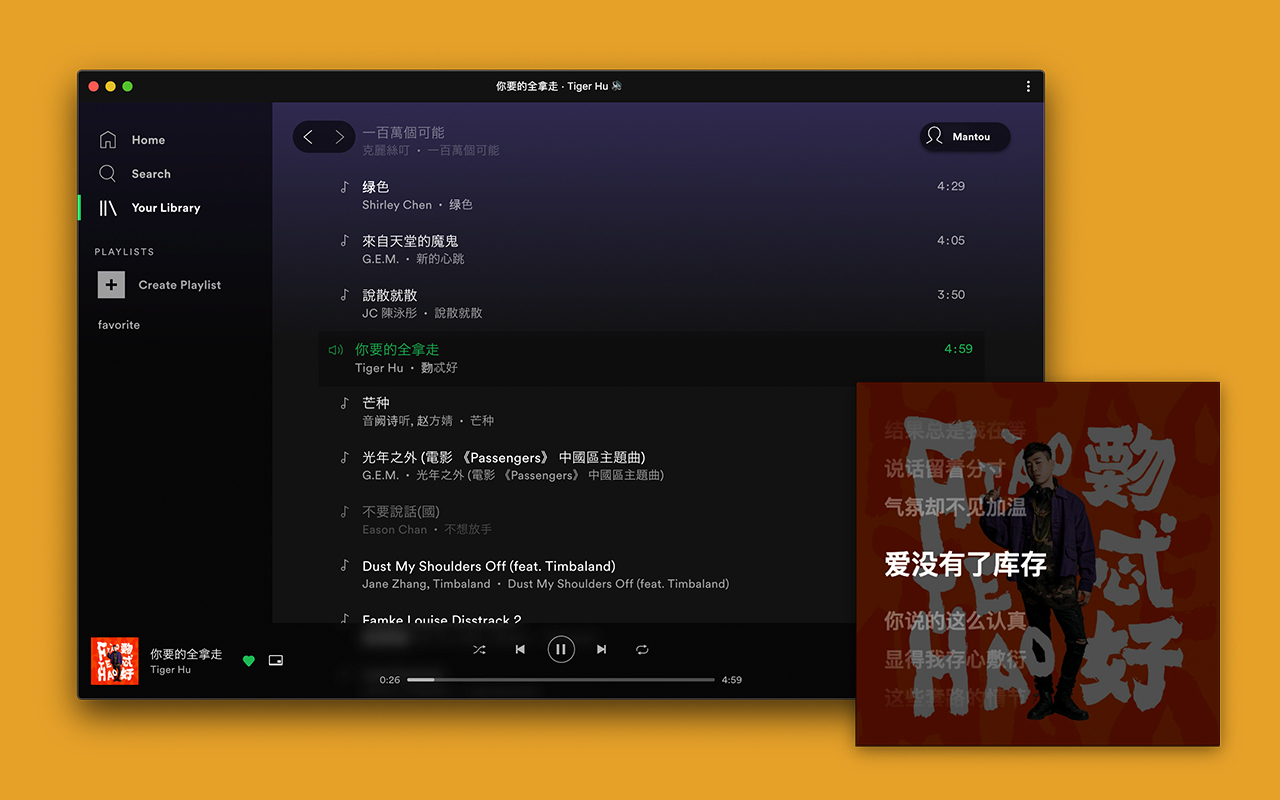 你要的全拿走 · Tiger Hu
Home
Search
Your Library
PLAYLISTS
Create Playlist
favorite
Mantou
一百萬個可能
克麗絲叮 • 一百萬個可能
绿色
4:29
Shirley Chen • 绿色
來自天堂的魔鬼
4:05
G.E.M. • 新的心跳
說散就散
3:50
JC 陳泳彤 • 說散就散
你要的全拿走
4:59
Tiger Hu • 覅忒好
芒种
音阙诗听, 赵方婧 • 芒种
光年之外 (電影 《Passengers》 中國區主題曲)
G.E.M. • 光年之外 (電影 《Passengers》 中國區主題曲)
不要說話(國)
Eason Chan • 不想放手
Dust My Shoulders Off (feat. Timbaland)
Jane Zhang, Timbaland • Dust My Shoulders Off (feat. Timbaland)
Famke Louise Disstrack 2
你要的全拿走
Tiger Hu
0:26
4:59
结果总是我在等
说话留着分寸
气氛却不见加温
爱没有了库存
你说的这么认真
显得我存心敷衍
这些套路的情节
覅忒好